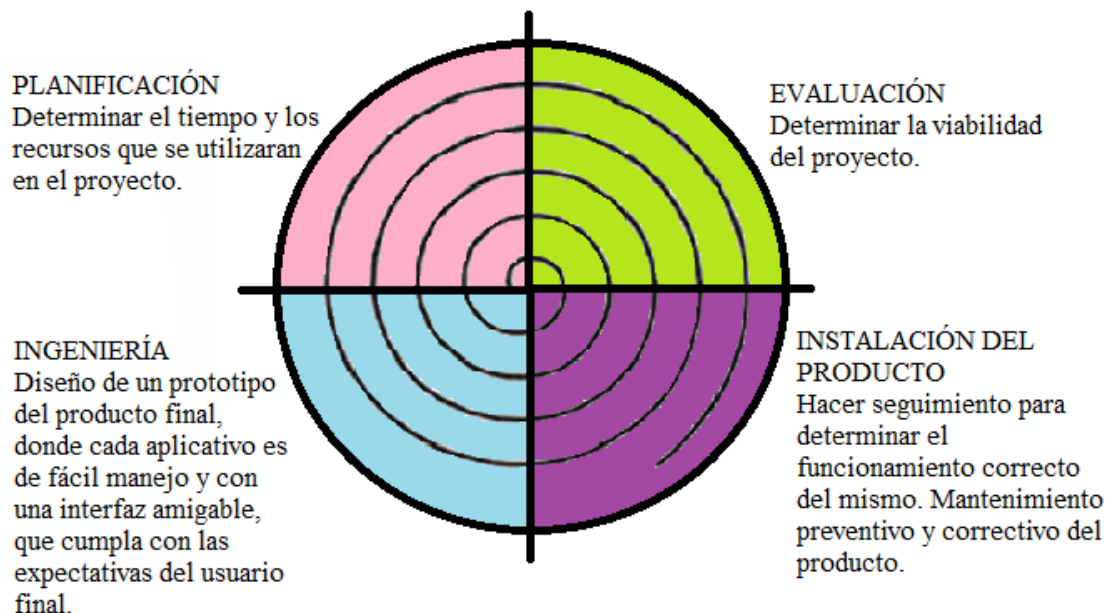 PLANIFICACIÓN
Determinar el tiempo y los
recursos que se utilizaran
en el proyecto.
EVALUACIÓN
Determinar la viabilidad
del proyecto.
INGENIERÍA
Diseño de un prototipo
del producto final,
donde cada aplicativo es
de fácil manejo y con
una interfaz amigable,
que cumpla con las
expectativas del usuario
final.
INSTALACIÓN DEL
PRODUCTO
Hacer seguimiento para
determinar el
funcionamiento correcto
del mismo. Mantenimiento
preventivo y correctivo del
producto.